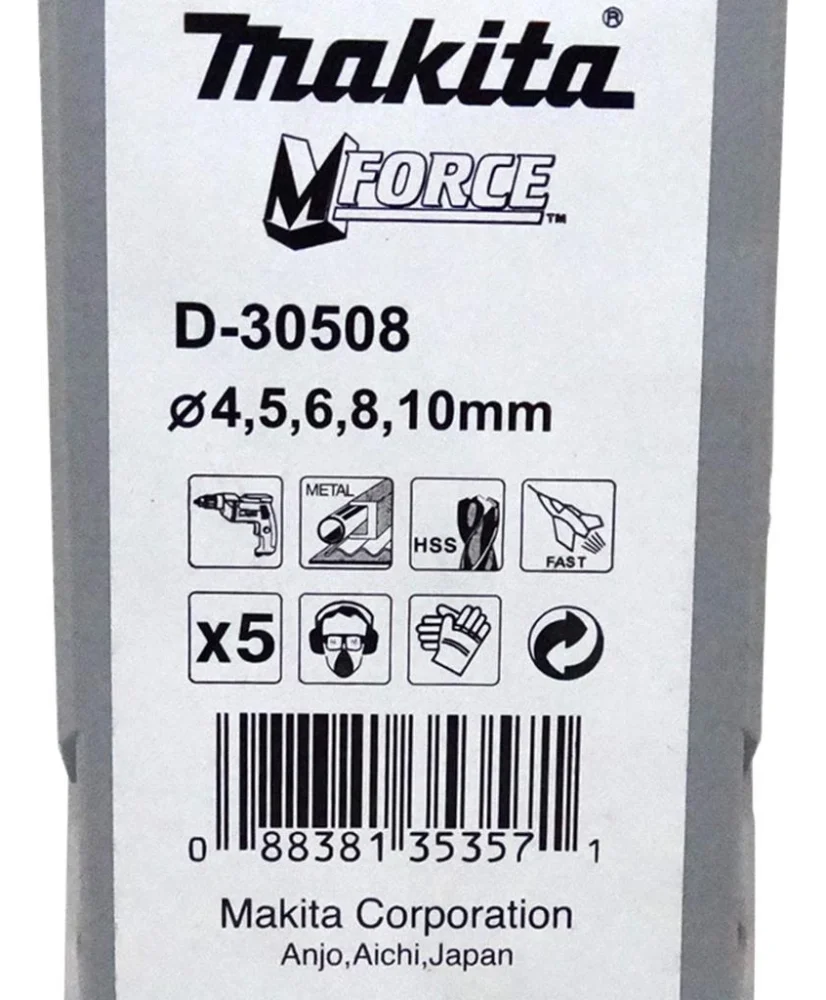 makita®
MFORCE™
D-30508
ø4,5,6,8,10mm
METAL
HSS
FAST
x5
0 88381 35357 1
Makita Corporation
Anjo,Aichi,Japan